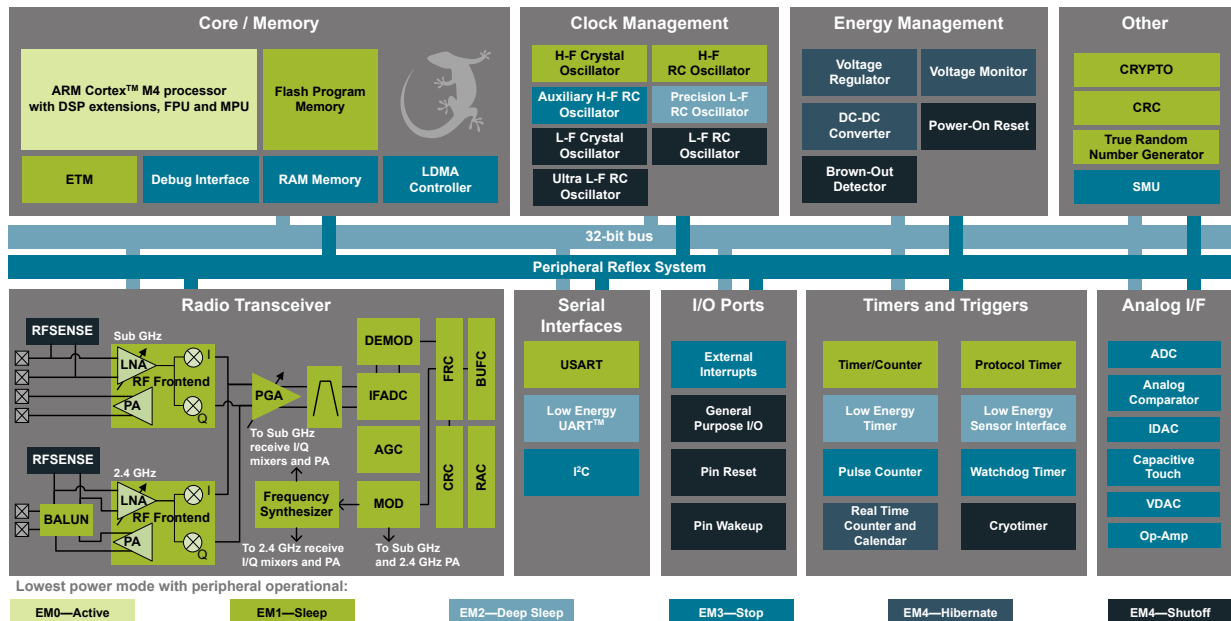 Core / Memory
ARM Cortex™ M4 processor
with DSP extensions, FPU and MPU
Flash Program
Memory
ETM
Debug Interface
RAM Memory
LDMA
Controller
Clock Management
H-F Crystal
Oscillator
H-F
RC Oscillator
Auxiliary H-F RC
Oscillator
Precision L-F
RC Oscillator
L-F Crystal
Oscillator
L-F RC
Oscillator
Ultra L-F RC
Oscillator
Energy Management
Voltage
Regulator
Voltage Monitor
DC-DC
Converter
Power-On Reset
Brown-Out
Detector
Other
CRYPTO
CRC
True Random
Number Generator
SMU
32-bit bus
Peripheral Reflex System
Radio Transceiver
RFSENSE
Sub GHz
LNA
I
RF Frontend
PA
Q
RFSENSE
2.4 GHz
LNA
I
BALUN
RF Frontend
PA
Q
PGA
To Sub GHz
receive I/Q
mixers and PA
Frequency
Synthesizer
To 2.4 GHz receive
I/Q mixers and PA
DEMOD
IFADC
AGC
MOD
To Sub GHz
and 2.4 GHz PA
FRC
BUFC
CRC
RAC
Serial
Interfaces
USART
Low Energy
UART™
I²C
I/O Ports
External
Interrupts
General
Purpose I/O
Pin Reset
Pin Wakeup
Timers and Triggers
Timer/Counter
Protocol Timer
Low Energy
Timer
Low Energy
Sensor Interface
Pulse Counter
Watchdog Timer
Real Time
Counter and
Calendar
Cryotimer
Analog I/F
ADC
Analog
Comparator
IDAC
Capacitive
Touch
VDAC
Op-Amp
Lowest power mode with peripheral operational:
EM0—Active
EM1—Sleep
EM2—Deep Sleep
EM3—Stop
EM4—Hibernate
EM4—Shutoff